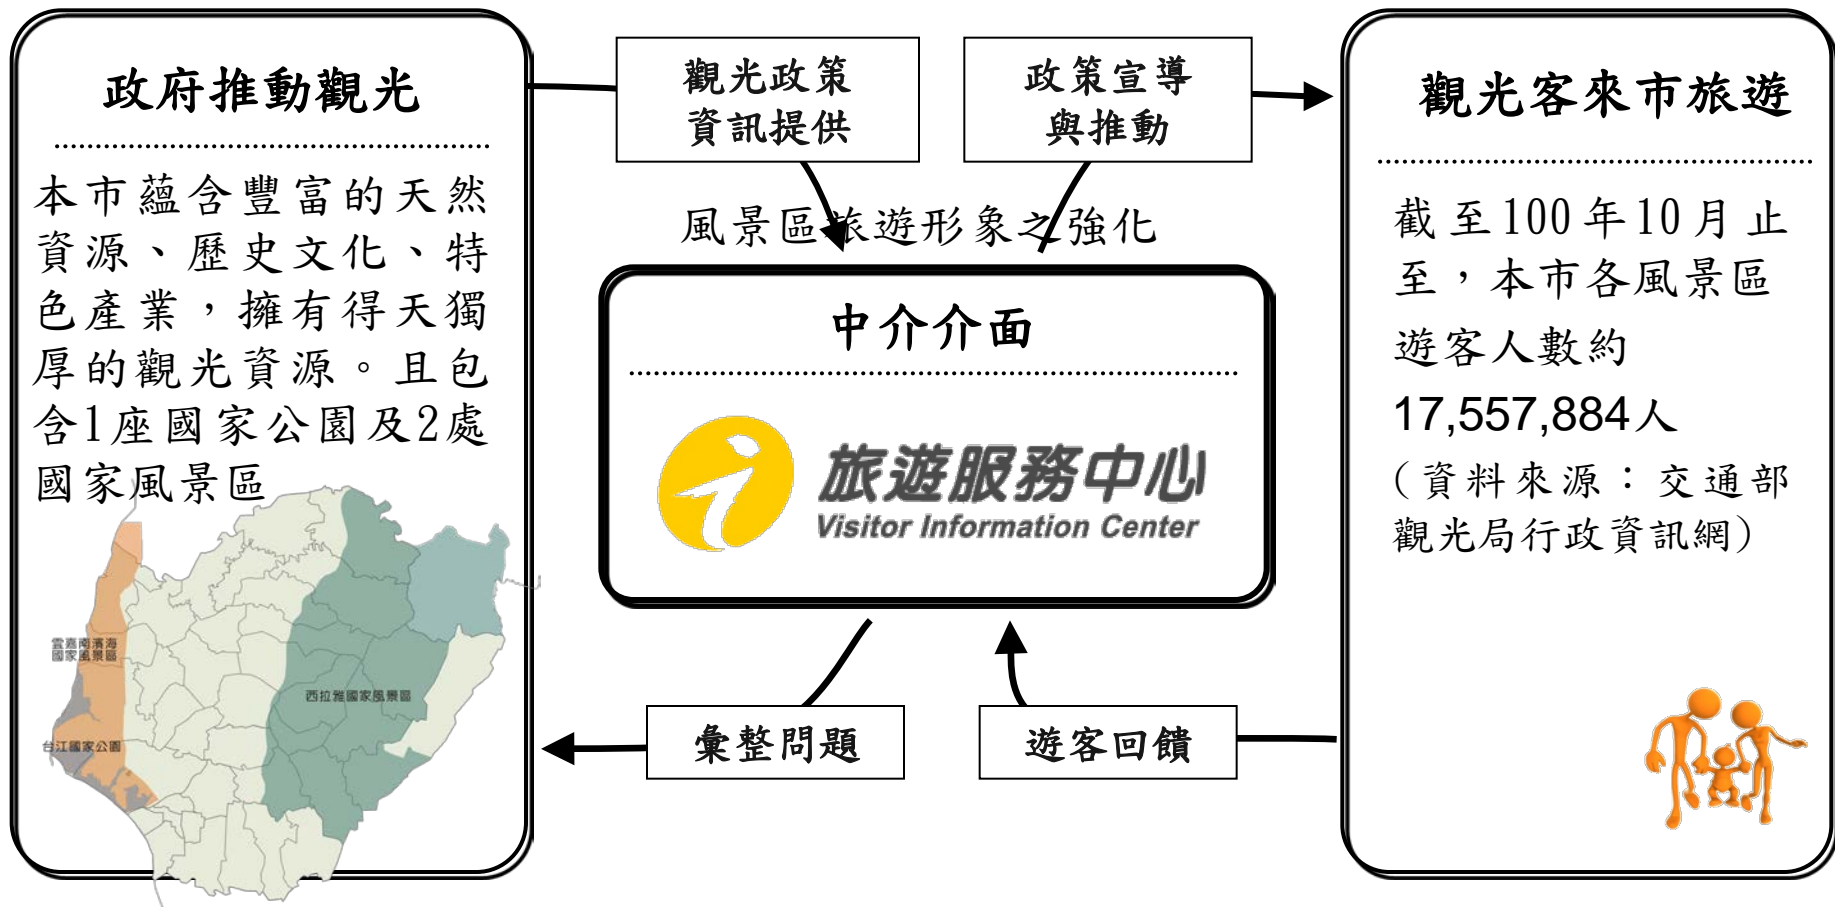 政府推動觀光
本市蘊含豐富的天然
資源、歷史文化、特
色產業，擁有得天獨
厚的觀光資源。且包
含1座國家公園及2處
國家風景區
雲嘉南濱海
國家風景區
西拉雅國家風景區
台江國家公園
觀光政策
資訊提供
政策宣導
與推動
風景區旅遊形象之強化
中介介面
旅遊服務中心
Visitor Information Center
彙整問題
遊客回饋
觀光客來市旅遊
截至100年10月止
至，本市各風景區
遊客人數約
17,557,884人
（資料來源：交通部
觀光局行政資訊網）